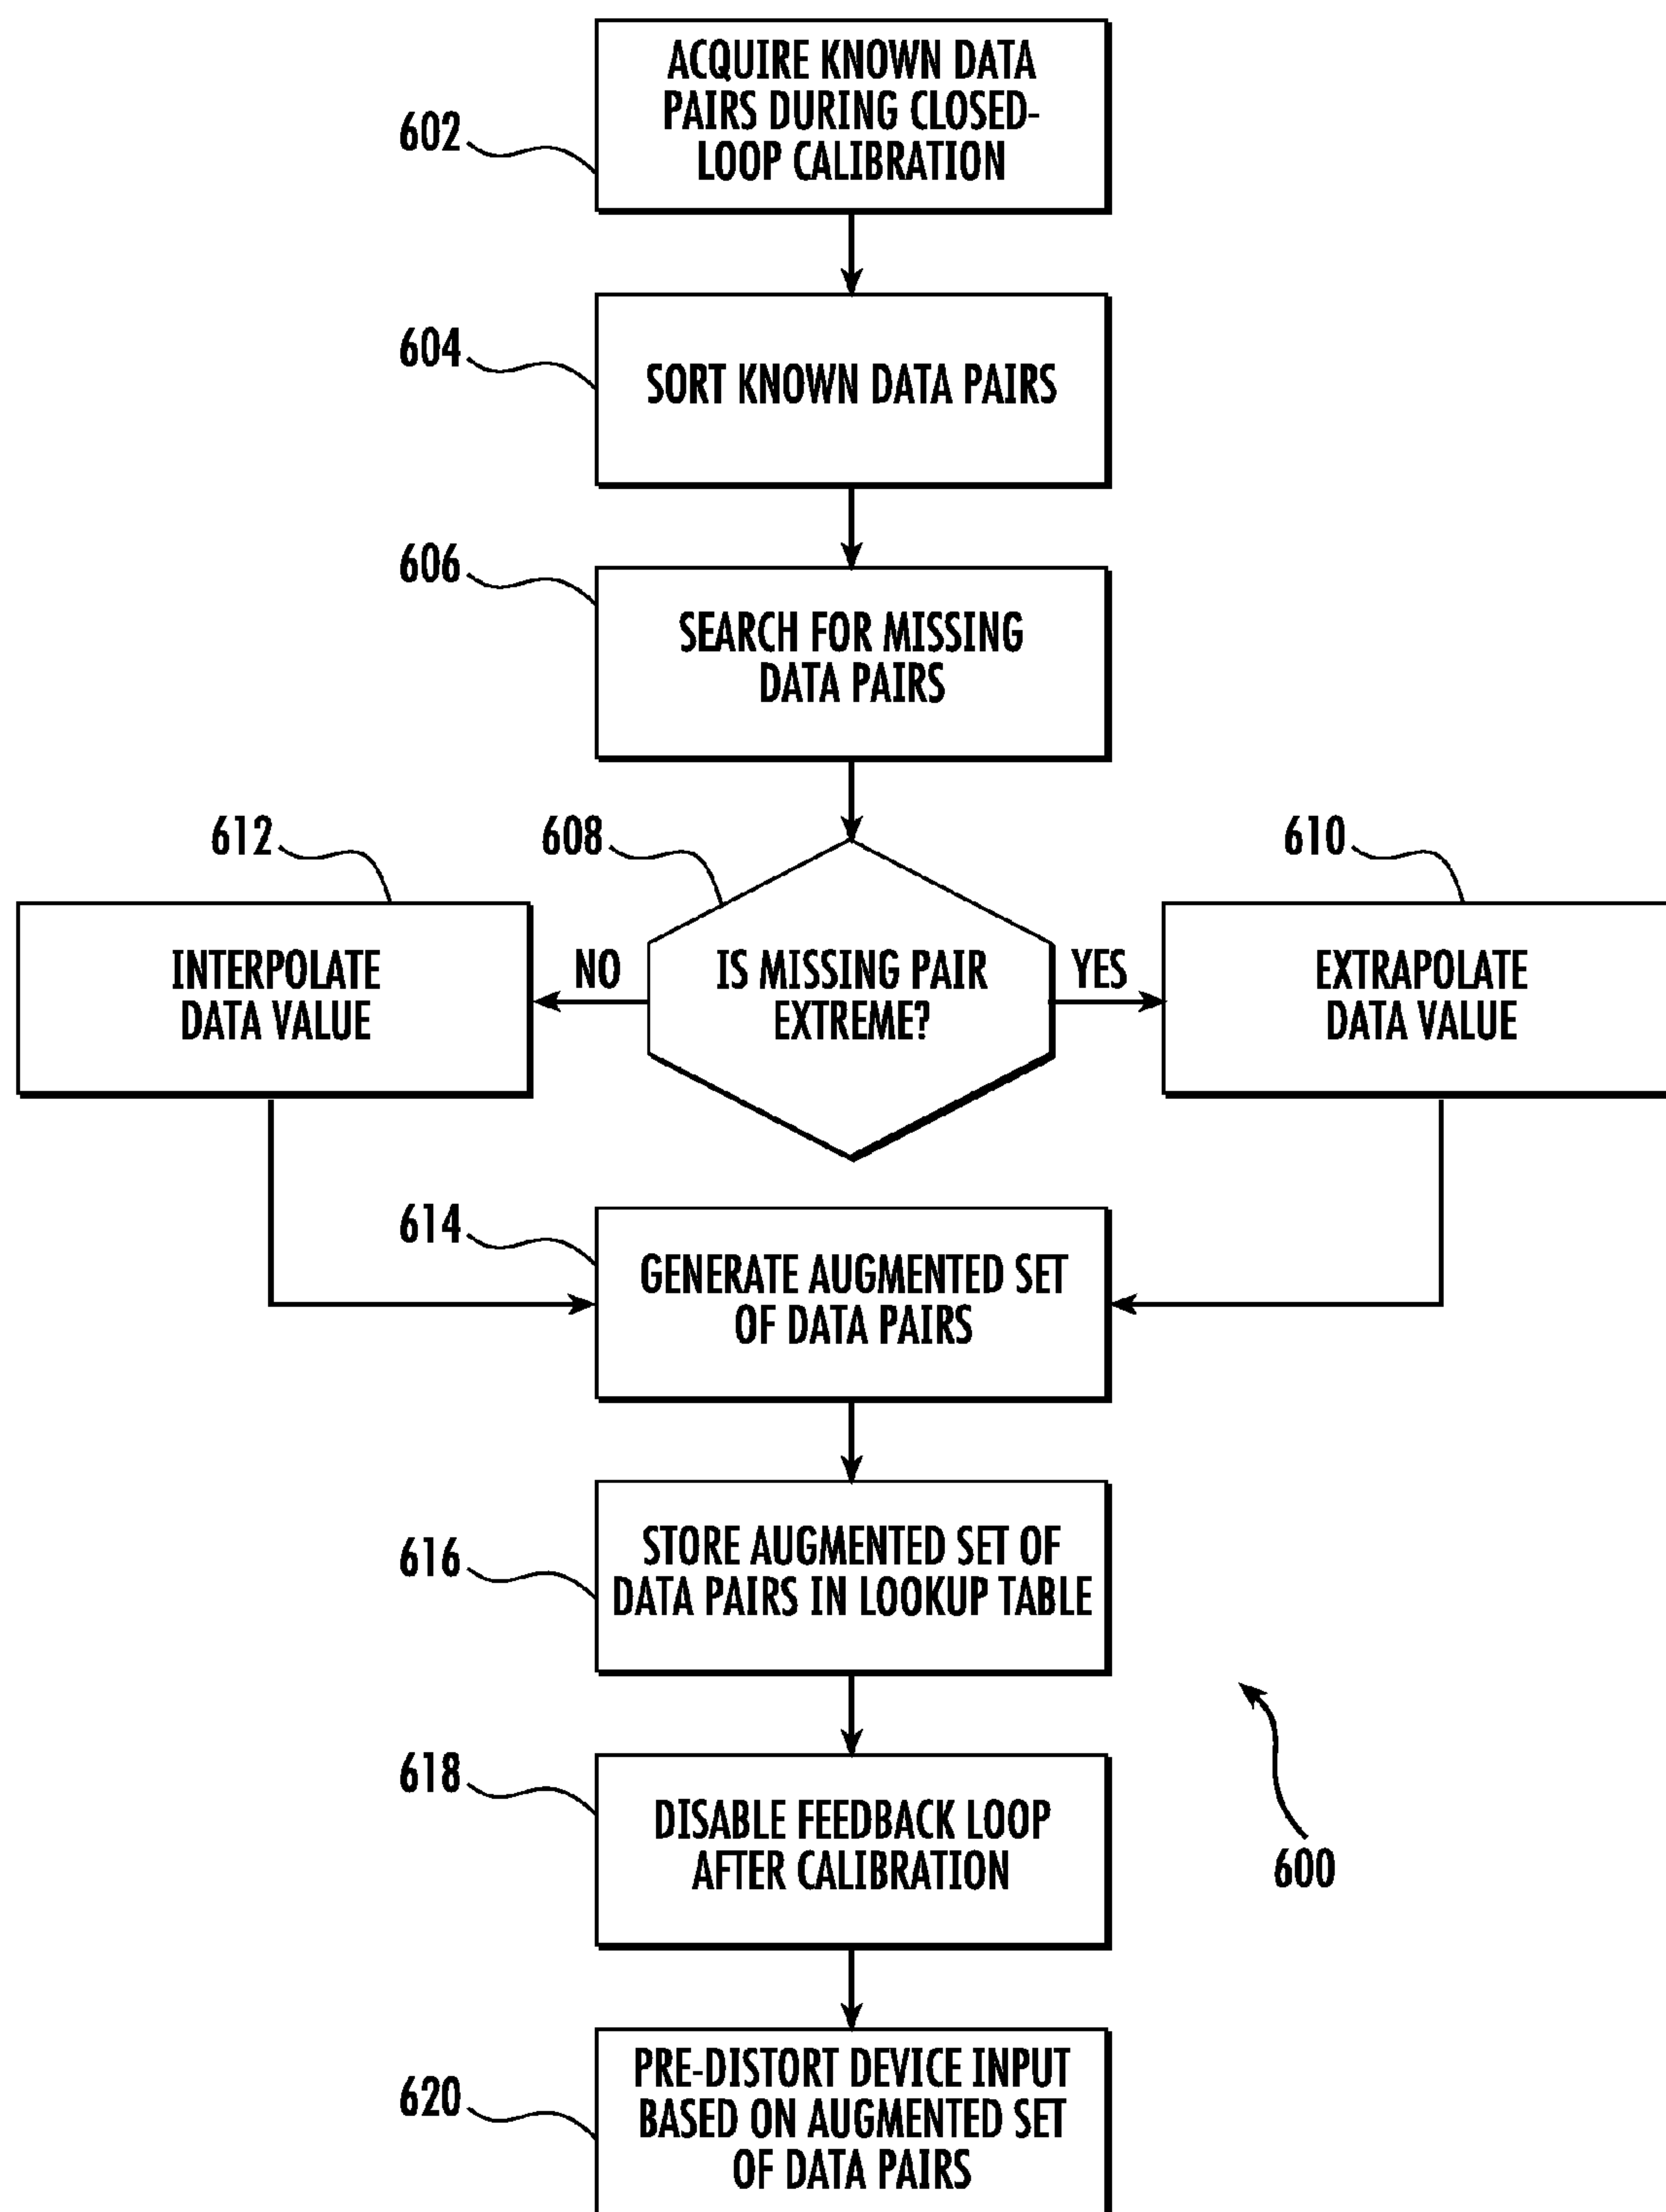 ACQUIRE KNOWN DATA
PAIRS DURING CLOSED-
LOOP CALIBRATION
602
604
SORT KNOWN DATA PAIRS
606
SEARCH FOR MISSING
DATA PAIRS
612
608
610
INTERPOLATE
DATA VALUE
NO
IS MISSING PAIR
EXTREME?
YES
EXTRAPOLATE
DATA VALUE
614
GENERATE AUGMENTED SET
OF DATA PAIRS
616
STORE AUGMENTED SET OF
DATA PAIRS IN LOOKUP TABLE
618
DISABLE FEEDBACK LOOP
AFTER CALIBRATION
600
620
PRE-DISTORT DEVICE INPUT
BASED ON AUGMENTED SET
OF DATA PAIRS